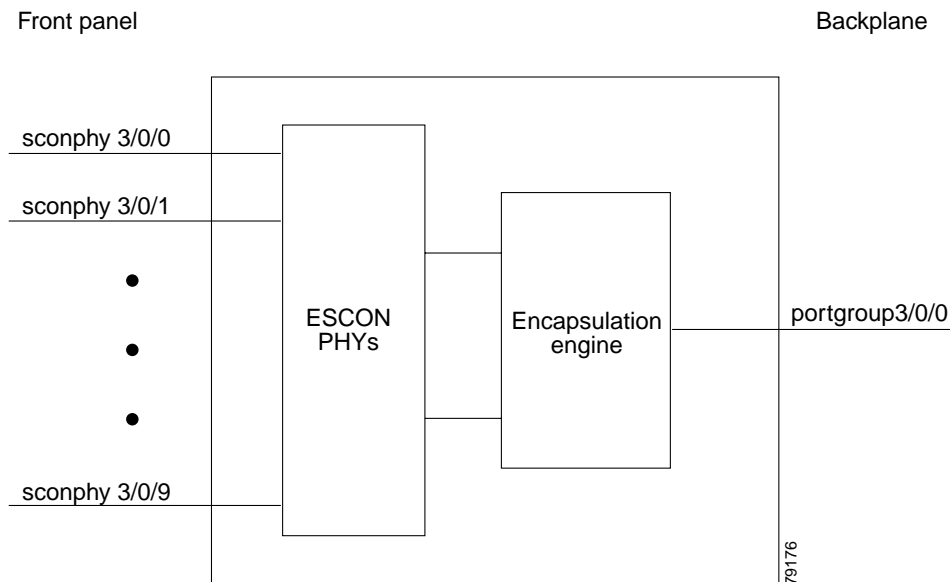 Front panel
Backplane
sconphy 3/0/0
sconphy 3/0/1
ESCON
PHYs
Encapsulation
engine
portgroup3/0/0
sconphy 3/0/9
79176